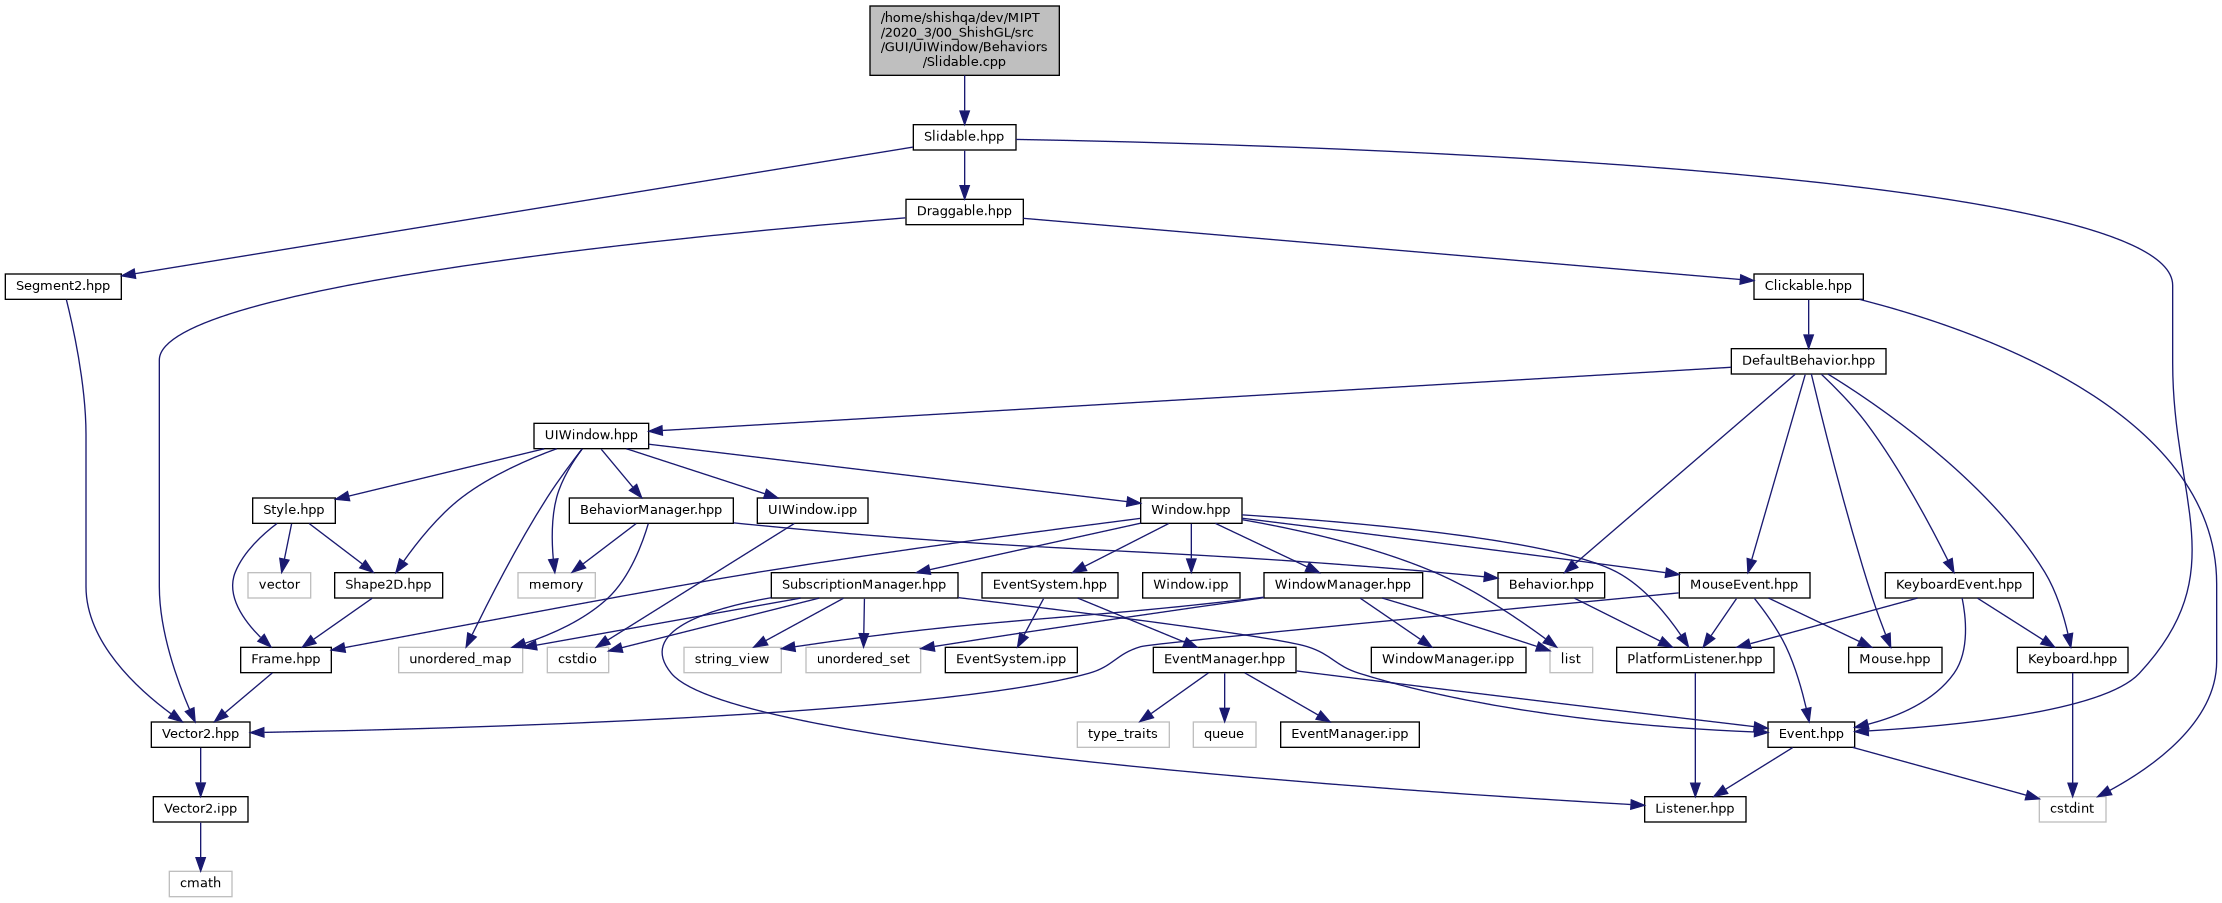 /home/shishqa/dev/MIPT
/2020_3/00_ShishGL/src
/GUI/UIWindow/Behaviors
/Slidable.cpp
Slidable.hpp
Draggable.hpp
Segment2.hpp
Clickable.hpp
DefaultBehavior.hpp
UIWindow.hpp
Style.hpp
BehaviorManager.hpp
UIWindow.ipp
Window.hpp
vector
Shape2D.hpp
memory
SubscriptionManager.hpp
EventSystem.hpp
Window.ipp
WindowManager.hpp
Behavior.hpp
MouseEvent.hpp
KeyboardEvent.hpp
Frame.hpp
unordered_map
cstdio
string_view
unordered_set
EventSystem.ipp
EventManager.hpp
WindowManager.ipp
list
PlatformListener.hpp
Mouse.hpp
Keyboard.hpp
Vector2.hpp
type_traits
queue
EventManager.ipp
Event.hpp
Vector2.ipp
Listener.hpp
cstdint
cmath